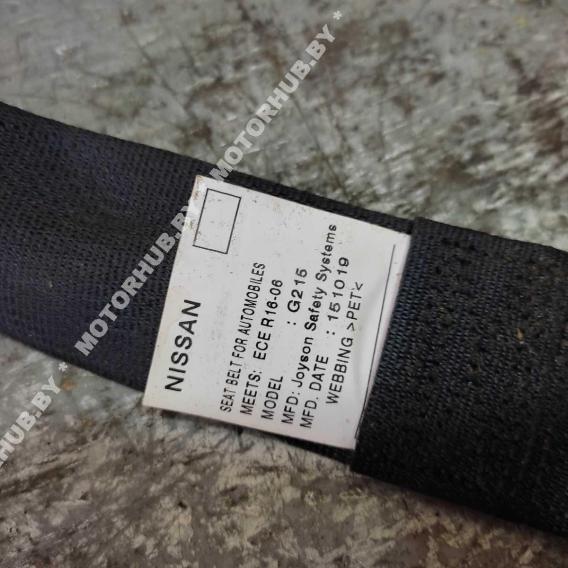 NISSAN
SEAT BELT FOR AUTOMOBILES
MEETS: ECE R16-06
MODEL : G215
MFD: Joyson Safety Systems
MFD. DATE : 151019
WEBBING >PET<
* MOTORHUB.BY * MOTORHUB.BY * MOTORHUB.BY *